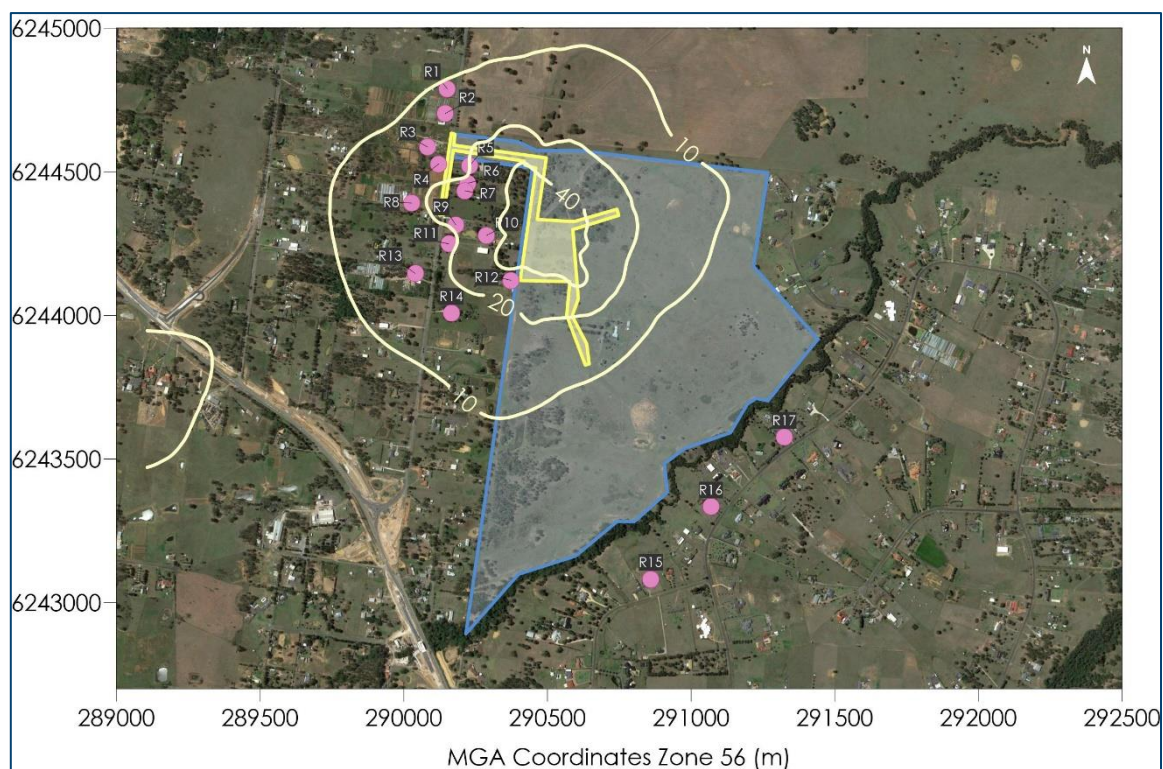 6245000
N
R1
R2
10
R3
R5
6244500
R4
R6
40
R7
R8
R9
R10
R11
R13
R12
20
R14
6244000
10
R17
6243500
R16
R15
6243000
289000 289500 290000 290500 291000 291500 292000 292500
MGA Coordinates Zone 56 (m)